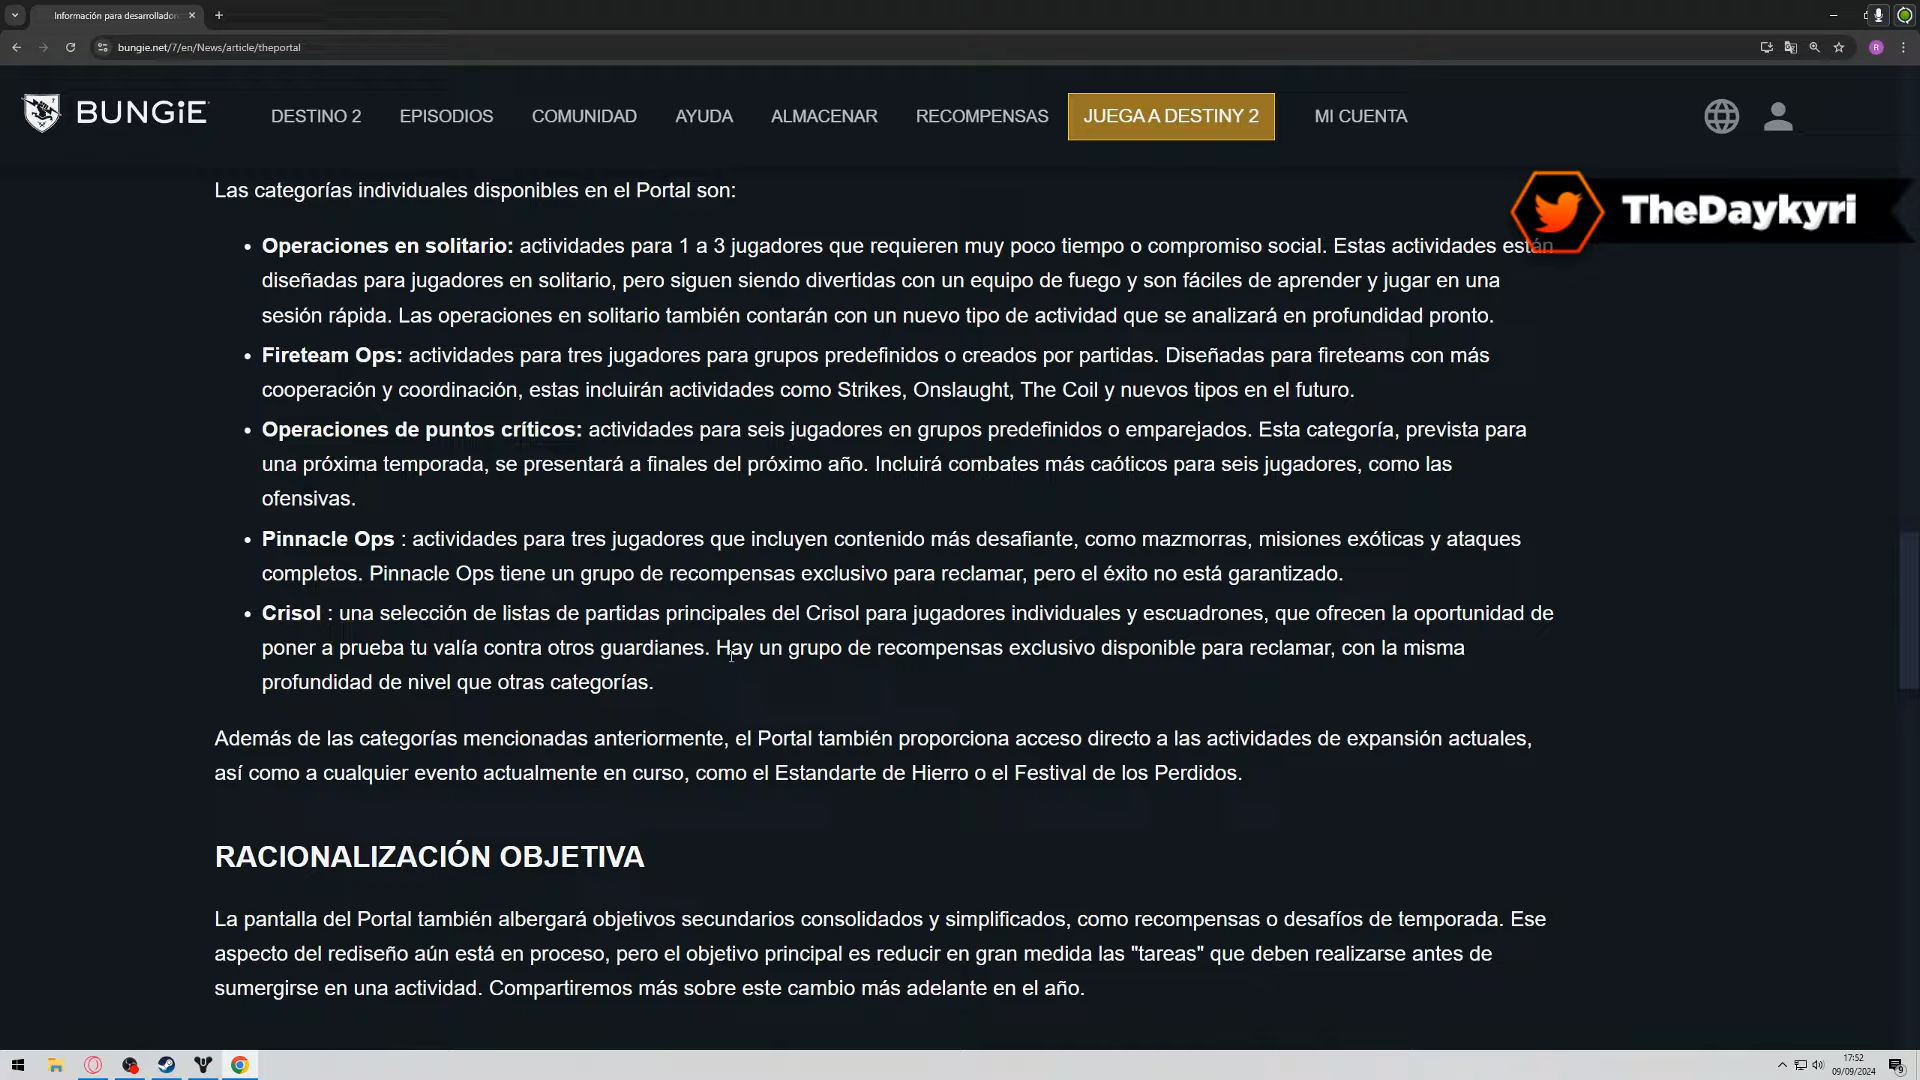 Información para desarrollador
bungie.net/7/en/News/article/theportal
R
BUNGiE
DESTINO 2
EPISODIOS
COMUNIDAD
AYUDA
ALMACENAR
RECOMPENSAS
JUEGA A DESTINY 2
MI CUENTA
TheDaykyri
Las categorías individuales disponibles en el Portal son:
• Operaciones en solitario: actividades para 1 a 3 jugadores que requieren muy poco tiempo o compromiso social. Estas actividades están
diseñadas para jugadores en solitario, pero siguen siendo divertidas con un equipo de fuego y son fáciles de aprender y jugar en una
sesión rápida. Las operaciones en solitario también contarán con un nuevo tipo de actividad que se analizará en profundidad pronto.
• Fireteam Ops: actividades para tres jugadores para grupos predefinidos o creados por partidas. Diseñadas para fireteams con más
cooperación y coordinación, estas incluirán actividades como Strikes, Onslaught, The Coil y nuevos tipos en el futuro.
• Operaciones de puntos críticos: actividades para seis jugadores en grupos predefinidos o emparejados. Esta categoría, prevista para
una próxima temporada, se presentará a finales del próximo año. Incluirá combates más caóticos para seis jugadores, como las
ofensivas.
• Pinnacle Ops : actividades para tres jugadores que incluyen contenido más desafiante, como mazmorras, misiones exóticas y ataques
completos. Pinnacle Ops tiene un grupo de recompensas exclusivo para reclamar, pero el éxito no está garantizado.
• Crisol : una selección de listas de partidas principales del Crisol para jugadores individuales y escuadrones, que ofrecen la oportunidad de
poner a prueba tu valía contra otros guardianes. Hay un grupo de recompensas exclusivo disponible para reclamar, con la misma
profundidad de nivel que otras categorías.
Además de las categorías mencionadas anteriormente, el Portal también proporciona acceso directo a las actividades de expansión actuales,
así como a cualquier evento actualmente en curso, como el Estandarte de Hierro o el Festival de los Perdidos.
RACIONALIZACIÓN OBJETIVA
La pantalla del Portal también albergará objetivos secundarios consolidados y simplificados, como recompensas o desafíos de temporada. Ese
aspecto del rediseño aún está en proceso, pero el objetivo principal es reducir en gran medida las "tareas" que deben realizarse antes de
sumergirse en una actividad. Compartiremos más sobre este cambio más adelante en el año.
17:52
09/09/2024